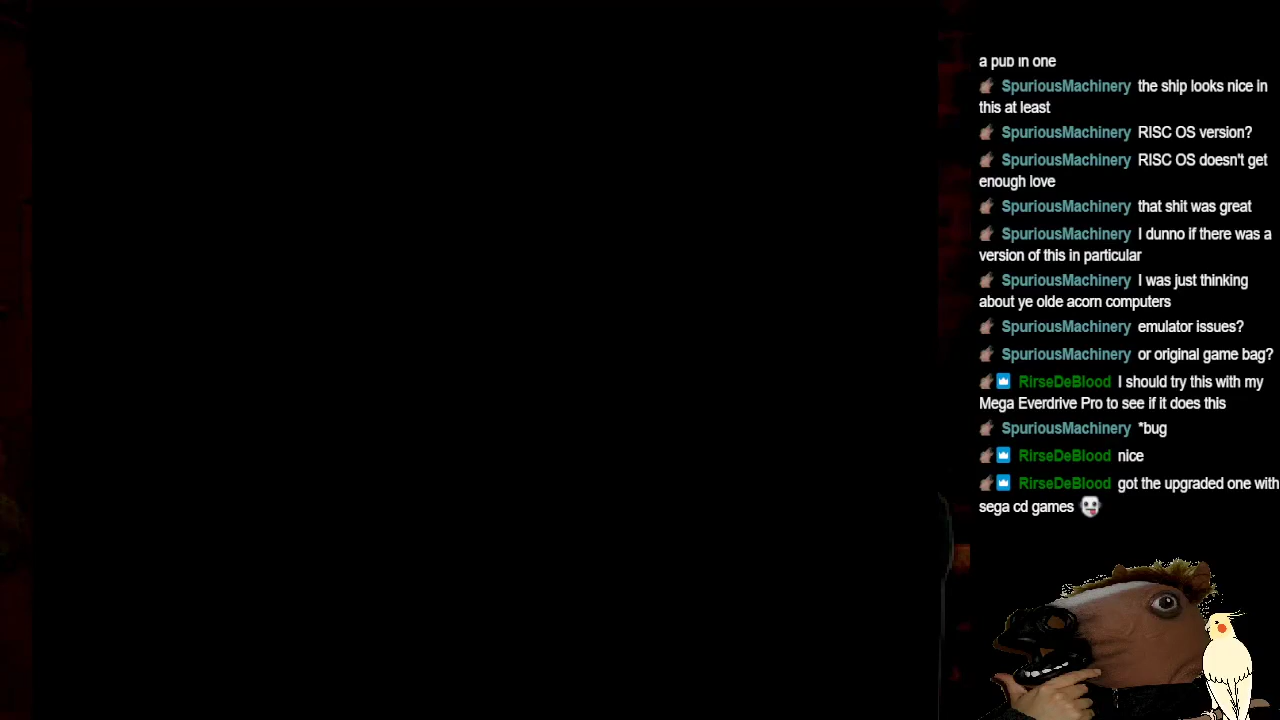 a pub in one
SpuriousMachinery the ship looks nice in
this at least
SpuriousMachinery RISC OS version?
SpuriousMachinery RISC OS doesn't get
enough love
SpuriousMachinery that shit was great
SpuriousMachinery I dunno if there was a
version of this in particular
SpuriousMachinery I was just thinking
about ye olde acorn computers
SpuriousMachinery emulator issues?
SpuriousMachinery or original game bag?
RirseDeBlood I should try this with my
Mega Everdrive Pro to see if it does this
SpuriousMachinery *bug
RirseDeBlood nice
RirseDeBlood got the upgraded one with
sega cd games